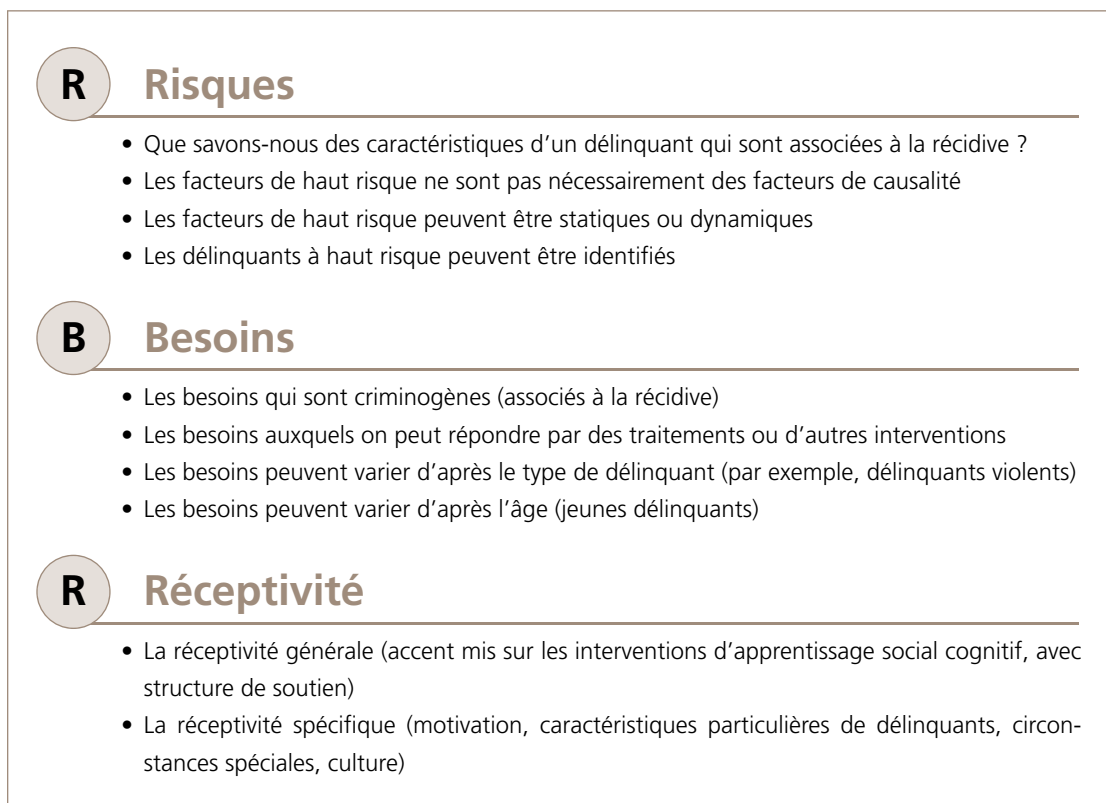 R Risques
• Que savons-nous des caractéristiques d’un délinquant qui sont associées à la récidive ?
• Les facteurs de haut risque ne sont pas nécessairement des facteurs de causalité
• Les facteurs de haut risque peuvent être statiques ou dynamiques
• Les délinquants à haut risque peuvent être identifiés
B Besoins
• Les besoins qui sont criminogènes (associés à la récidive)
• Les besoins auxquels on peut répondre par des traitements ou d’autres interventions
• Les besoins peuvent varier d’après le type de délinquant (par exemple, délinquants violents)
• Les besoins peuvent varier d’après l’âge (jeunes délinquants)
R Réceptivité
• La réceptivité générale (accent mis sur les interventions d’apprentissage social cognitif, avec
structure de soutien)
• La réceptivité spécifique (motivation, caractéristiques particulières de délinquants, circon-
stances spéciales, culture)